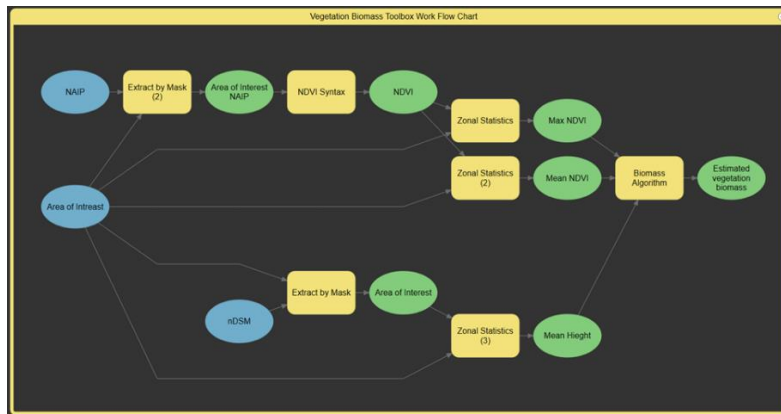 Vegetation Biomass Toolbox Work Flow Chart
NAIP
Extract by Mask
(2)
Area of Interest
NAIP
NDVI Syntax
NDVI
Zonal Statistics
Max NDVI
Zonal Statistics
(2)
Mean NDVI
Biomass
Algorithm
Estimated
vegetation
biomass
Area of Intreast
Extract by Mask
Area of Interest
nDSM
Zonal Statistics
(3)
Mean Hieght